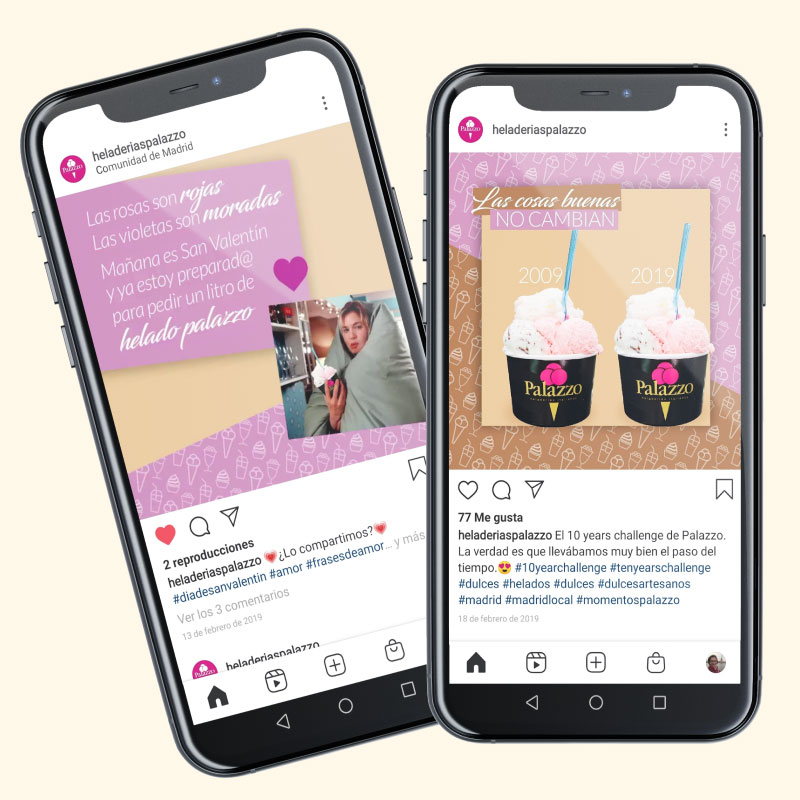 heladeriaspalazzo
Comunidad de Madrid
Palazzo
Las rosas son rojas
Las violetas son moradas
Mañana es San Valentín
y ya estoy preparad@
para pedir un litro de
helado palazzo
2 reproducciones
heladeriaspalazzo 💗¿Lo compartimos?💗
#diadesanvalentin #amor #frasesdeamor... y más
Ver los 3 comentarios
13 de febrero de 2019
heladeriaspalazzo
Palazzo
heladeriaspalazzo
Palazzo
Las cosas buenas
NO CAMBIAN
2009 2019
Palazzo Palazzo
77 Me gusta
heladeriaspalazzo El 10 years challenge de Palazzo.
La verdad es que llevábamos muy bien el paso del
tiempo.😍 #10yearchallenge #tenyearschallenge
#dulces #helados #dulces #dulcesartesanos
#madrid #madridlocal #momentospalazzo
18 de febrero de 2019